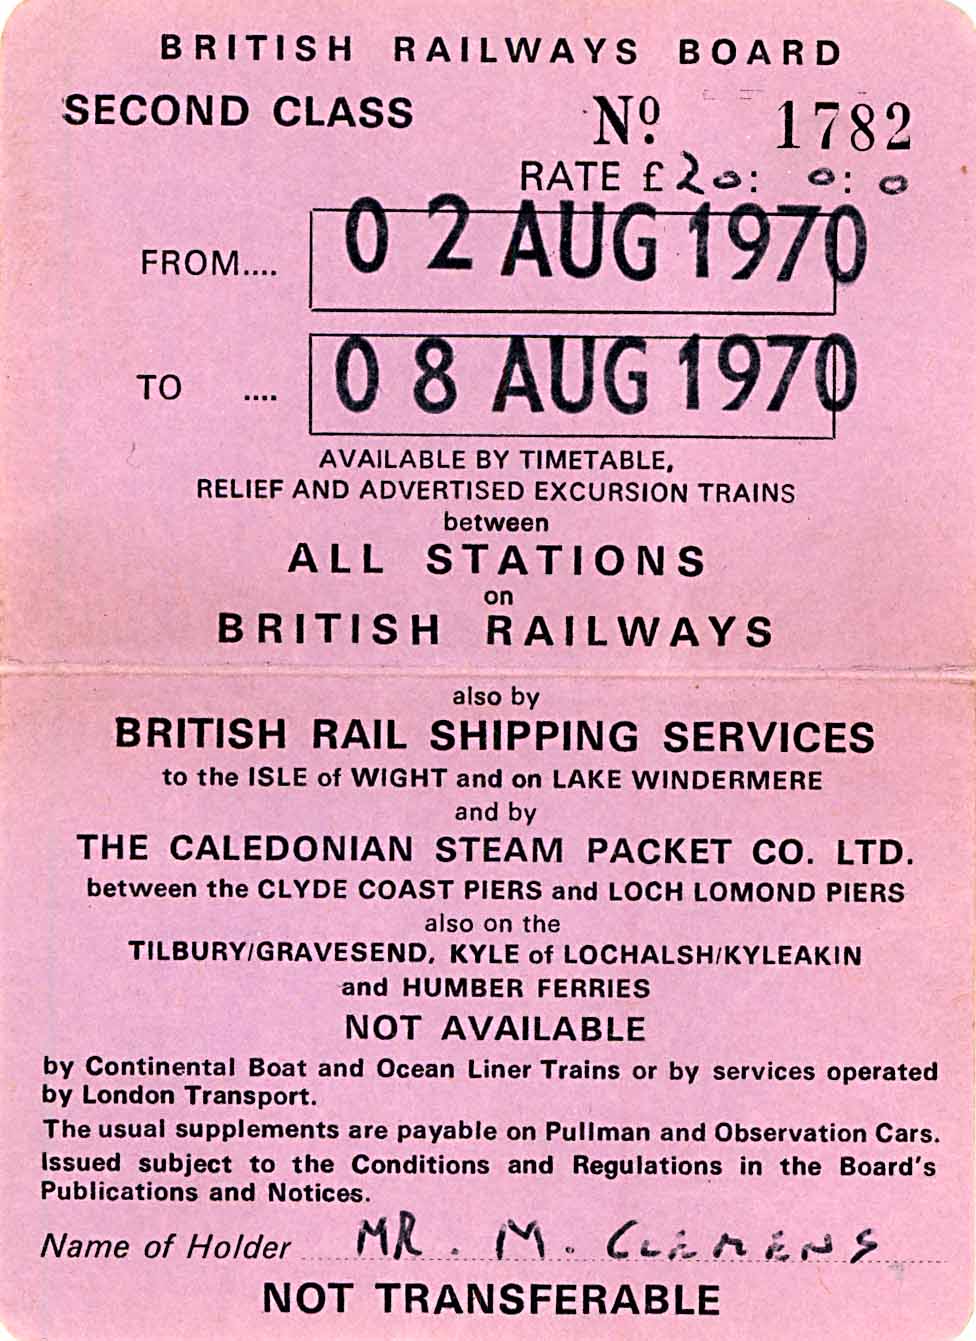 BRITISH RAILWAYS BOARD
SECOND CLASS Nº. 1782
RATE £20: 0: 0
FROM.... 02 AUG 1970
TO .... 08 AUG 1970
AVAILABLE BY TIMETABLE,
RELIEF AND ADVERTISED EXCURSION TRAINS
between
ALL STATIONS
on
BRITISH RAILWAYS
also by
BRITISH RAIL SHIPPING SERVICES
to the ISLE of WIGHT and on LAKE WINDERMERE
and by
THE CALEDONIAN STEAM PACKET CO. LTD.
between the CLYDE COAST PIERS and LOCH LOMOND PIERS
also on the
TILBURY/GRAVESEND, KYLE of LOCHALSH/KYLEAKIN
and HUMBER FERRIES
NOT AVAILABLE
by Continental Boat and Ocean Liner Trains or by services operated
by London Transport.
The usual supplements are payable on Pullman and Observation Cars.
Issued subject to the Conditions and Regulations in the Board's
Publications and Notices.
Name of Holder MR. M. CLEMENS
NOT TRANSFERABLE